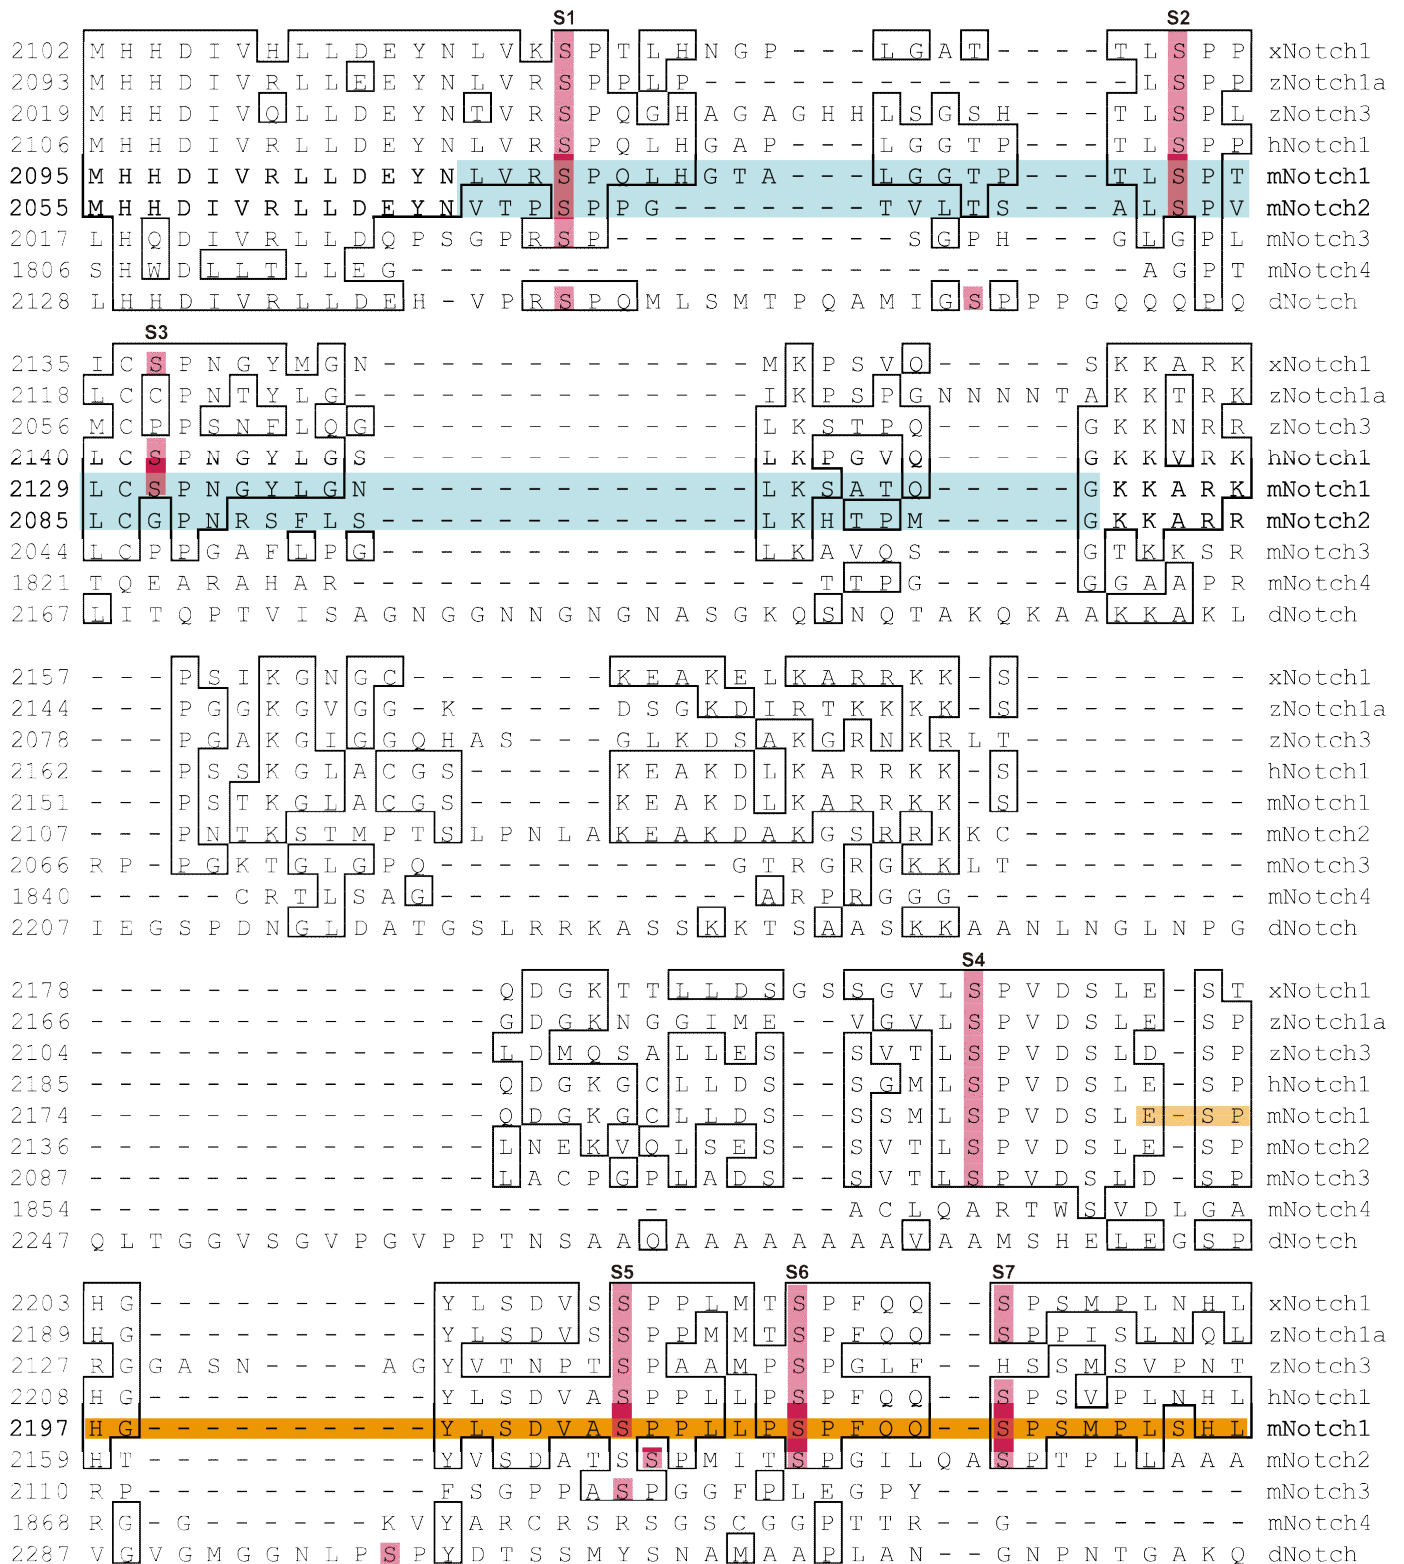 S1 S2
2102 M H H D I V H L L D E Y N L V K S P T L H N G P - - - L G A T - - - - T L S P P xNotch1
2093 M H H D I V R L L E E Y N L V R S P P L P - - - - - - - - - - - - - - - L S P P zNotch1a
2019 M H H D I V Q L L D E Y N T V R S P Q G H A G A G H H L S G S H - - - T L S P L zNotch3
2106 M H H D I V R L L D E Y N L V R S P Q L H G A P - - - L G G T P - - - T L S P P hNotch1
2095 M H H D I V R L L D E Y N L V R S P Q L H G T A - - - L G G T P - - - T L S P T mNotch1
2055 M H H D I V R L L D E Y N V T P S P P G - - - - - - - T V L T S - - - A L S P V mNotch2
2017 L H Q D I V R L L D Q P S G P R S P - - - - - - - - - - S G P H - - - G L G P L mNotch3
1806 S H W D L L T L L E G - - - - - - - - - - - - - - - - - - - - - - - - - A G P T mNotch4
2128 L H H D I V R L L D E H - V P R S P Q M L S M T P Q A M I G S P P P G Q Q Q P Q dNotch
S3
2135 I C S P N G Y M G N - - - - - - - - - - - - - M K P S V Q - - - - - S K K A R K xNotch1
2118 L C C P N T Y L G - - - - - - - - - - - - - - I K P S P G N N N N T A K K T R K zNotch1a
2056 M C P P S N F L Q G - - - - - - - - - - - - - L K S T P Q - - - - - G K K N R R zNotch3
2140 L C S P N G Y L G S - - - - - - - - - - - - - L K P G V Q - - - - - G K K V R K hNotch1
2129 L C S P N G Y L G N - - - - - - - - - - - - - L K S A T Q - - - - - G K K A R K mNotch1
2085 L C G P N R S F L S - - - - - - - - - - - - - L K H T P M - - - - - G K K A R R mNotch2
2044 L C P P G A F L P G - - - - - - - - - - - - - L K A V Q S - - - - - G T K K S R mNotch3
1821 T Q E A R A H A R - - - - - - - - - - - - - - - - T T P G - - - - - G G A A P R mNotch4
2167 L I T Q P T V I S A G N G G N N G N G N A S G K Q S N Q T A K Q K A A K K A K L dNotch
2157 - - - P S I K G N G C - - - - - - - K E A K E L K A R R K K - S - - - - - - - - xNotch1
2144 - - - P G G K G V G G - K - - - - - D S G K D I R T K K K K - S - - - - - - - - zNotch1a
2078 - - - P G A K G I G G Q H A S - - - G L K D S A K G R N K R L T - - - - - - - - zNotch3
2162 - - - P S S K G L A C G S - - - - - K E A K D L K A R R K K - S - - - - - - - - hNotch1
2151 - - - P S T K G L A C G S - - - - - K E A K D L K A R R K K - S - - - - - - - - mNotch1
2107 - - - P N T K S T M P T S L P N L A K E A K D A K G S R R K K C - - - - - - - - mNotch2
2066 R P - P G K T G L G P Q - - - - - - - - - - G T R G R G K K L T - - - - - - - - mNotch3
1840 - - - - - C R T L S A G - - - - - - - - - - - A R P R G G G - - - - - - - - - - mNotch4
2207 I E G S P D N G L D A T G S L R R K A S S K K T S A A S K K A A N L N G L N P G dNotch
S4
2178 - - - - - - - - - - - - - - Q D G K T T L L D S G S S G V L S P V D S L E - S T xNotch1
2166 - - - - - - - - - - - - - - G D G K N G G I M E - - V G V L S P V D S L E - S P zNotch1a
2104 - - - - - - - - - - - - - - L D M Q S A L L E S - - S V T L S P V D S L D - S P zNotch3
2185 - - - - - - - - - - - - - - Q D G K G C L L D S - - S G M L S P V D S L E - S P hNotch1
2174 - - - - - - - - - - - - - - Q D G K G C L L D S - - S S M L S P V D S L E - S P mNotch1
2136 - - - - - - - - - - - - - - L N E K V Q L S E S - - S V T L S P V D S L E - S P mNotch2
2087 - - - - - - - - - - - - - - L A C P G P L A D S - - S V T L S P V D S L D - S P mNotch3
1854 - - - - - - - - - - - - - - - - - - - - - - - - - - A C L Q A R T W S V D L G A mNotch4
2247 Q L T G G V S G V P G V P P T N S A A Q A A A A A A A A V A A M S H E L E G S P dNotch
S5 S6 S7
2203 H G - - - - - - - - - - Y L S D V S S P P L M T S P F Q Q - - S P S M P L N H L xNotch1
2189 H G - - - - - - - - - - Y L S D V S S P P M M T S P F Q Q - - S P P I S L N Q L zNotch1a
2127 R G G A S N - - - - A G Y V T N P T S P A A M P S P G L F - - H S S M S V P N T zNotch3
2208 H G - - - - - - - - - - Y L S D V A S P P L L P S P F Q Q - - S P S V P L N H L hNotch1
2197 H G - - - - - - - - - - Y L S D V A S P P L L P S P F Q Q - - S P S M P L S H L mNotch1
2159 H T - - - - - - - - - - Y V S D A T S S P M I T S P G I L Q A S P T P L L A A A mNotch2
2110 R P - - - - - - - - - - F S G P P A S P G G F P L E G P Y - - - - - - - - - - - mNotch3
1868 R G - G - - - - - - K V Y A R C R S R S G S C G G P T T R - - G - - - - - - - - mNotch4
2287 V G V G M G G N L P S P Y D T S S M Y S N A M A A P L A N - - G N P N T G A K Q dNotch